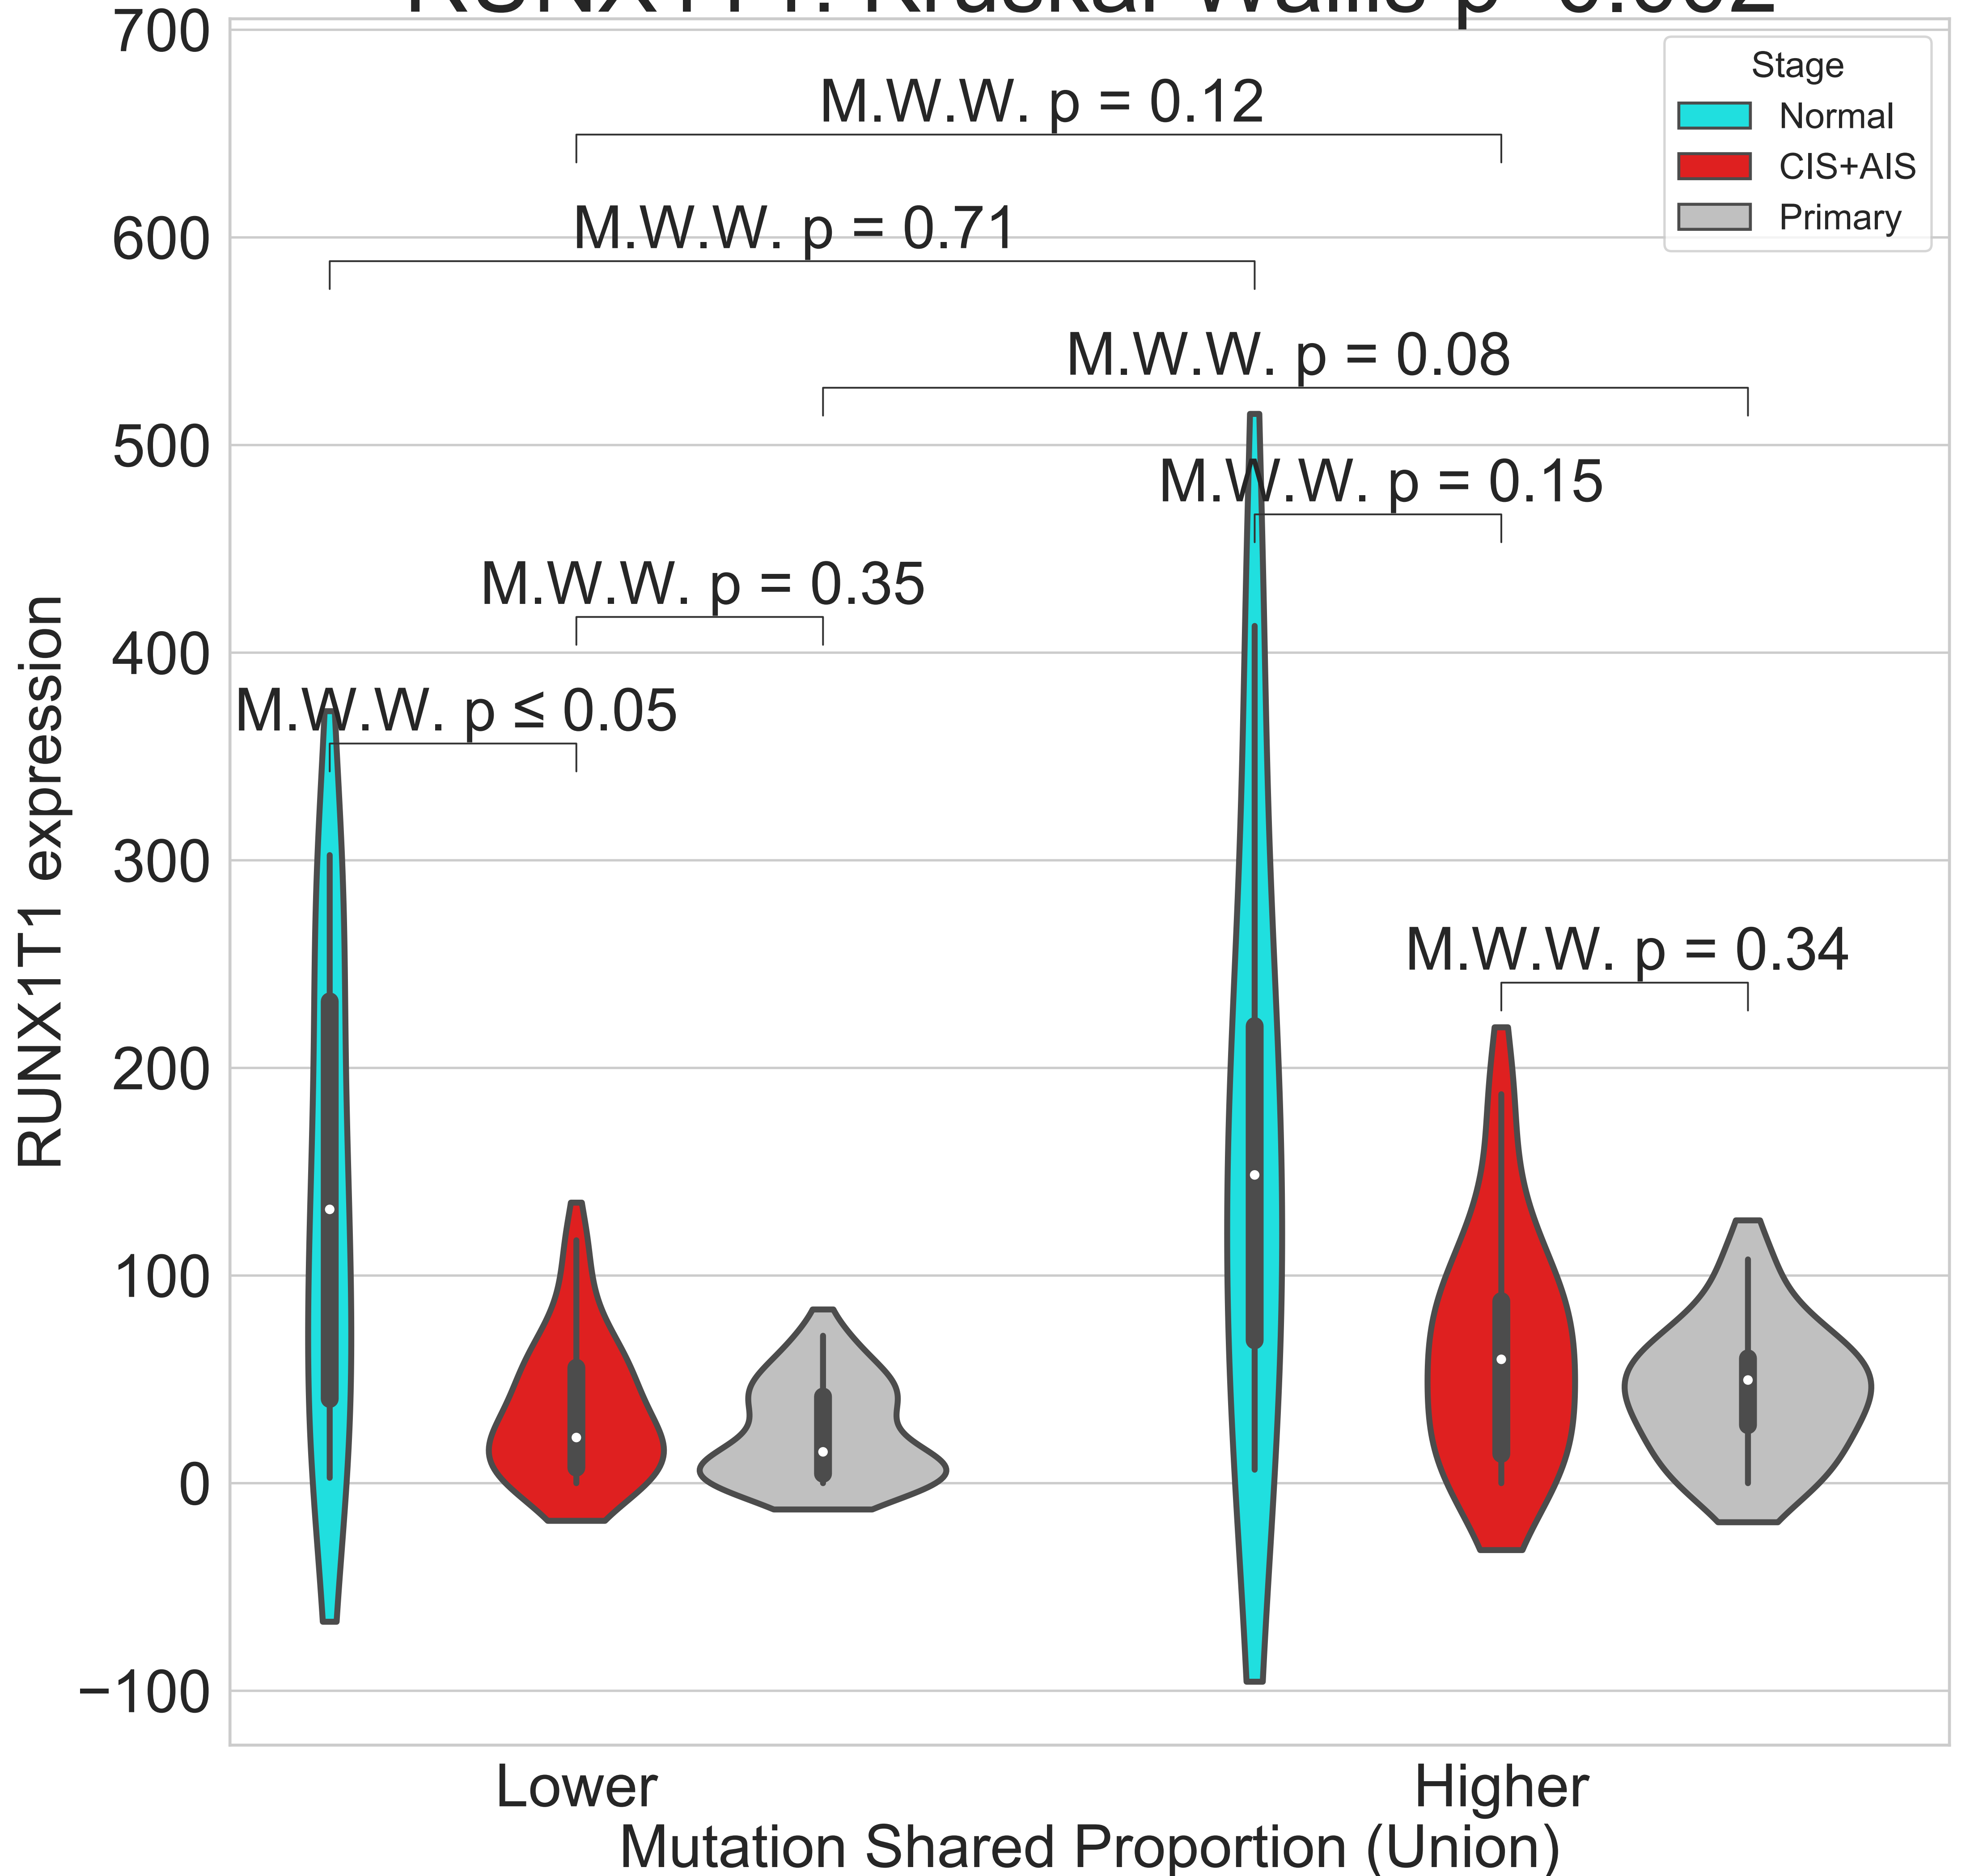 700
600
500
400
300
200
100
0
−100
RUNX1T1 expression
Stage
Normal
CIS+AIS
Primary
M.W.W. p = 0.12
M.W.W. p = 0.71
M.W.W. p = 0.08
M.W.W. p = 0.15
M.W.W. p = 0.35
M.W.W. p ≤ 0.05
M.W.W. p = 0.34
Lower
Higher
Mutation Shared Proportion (Union)